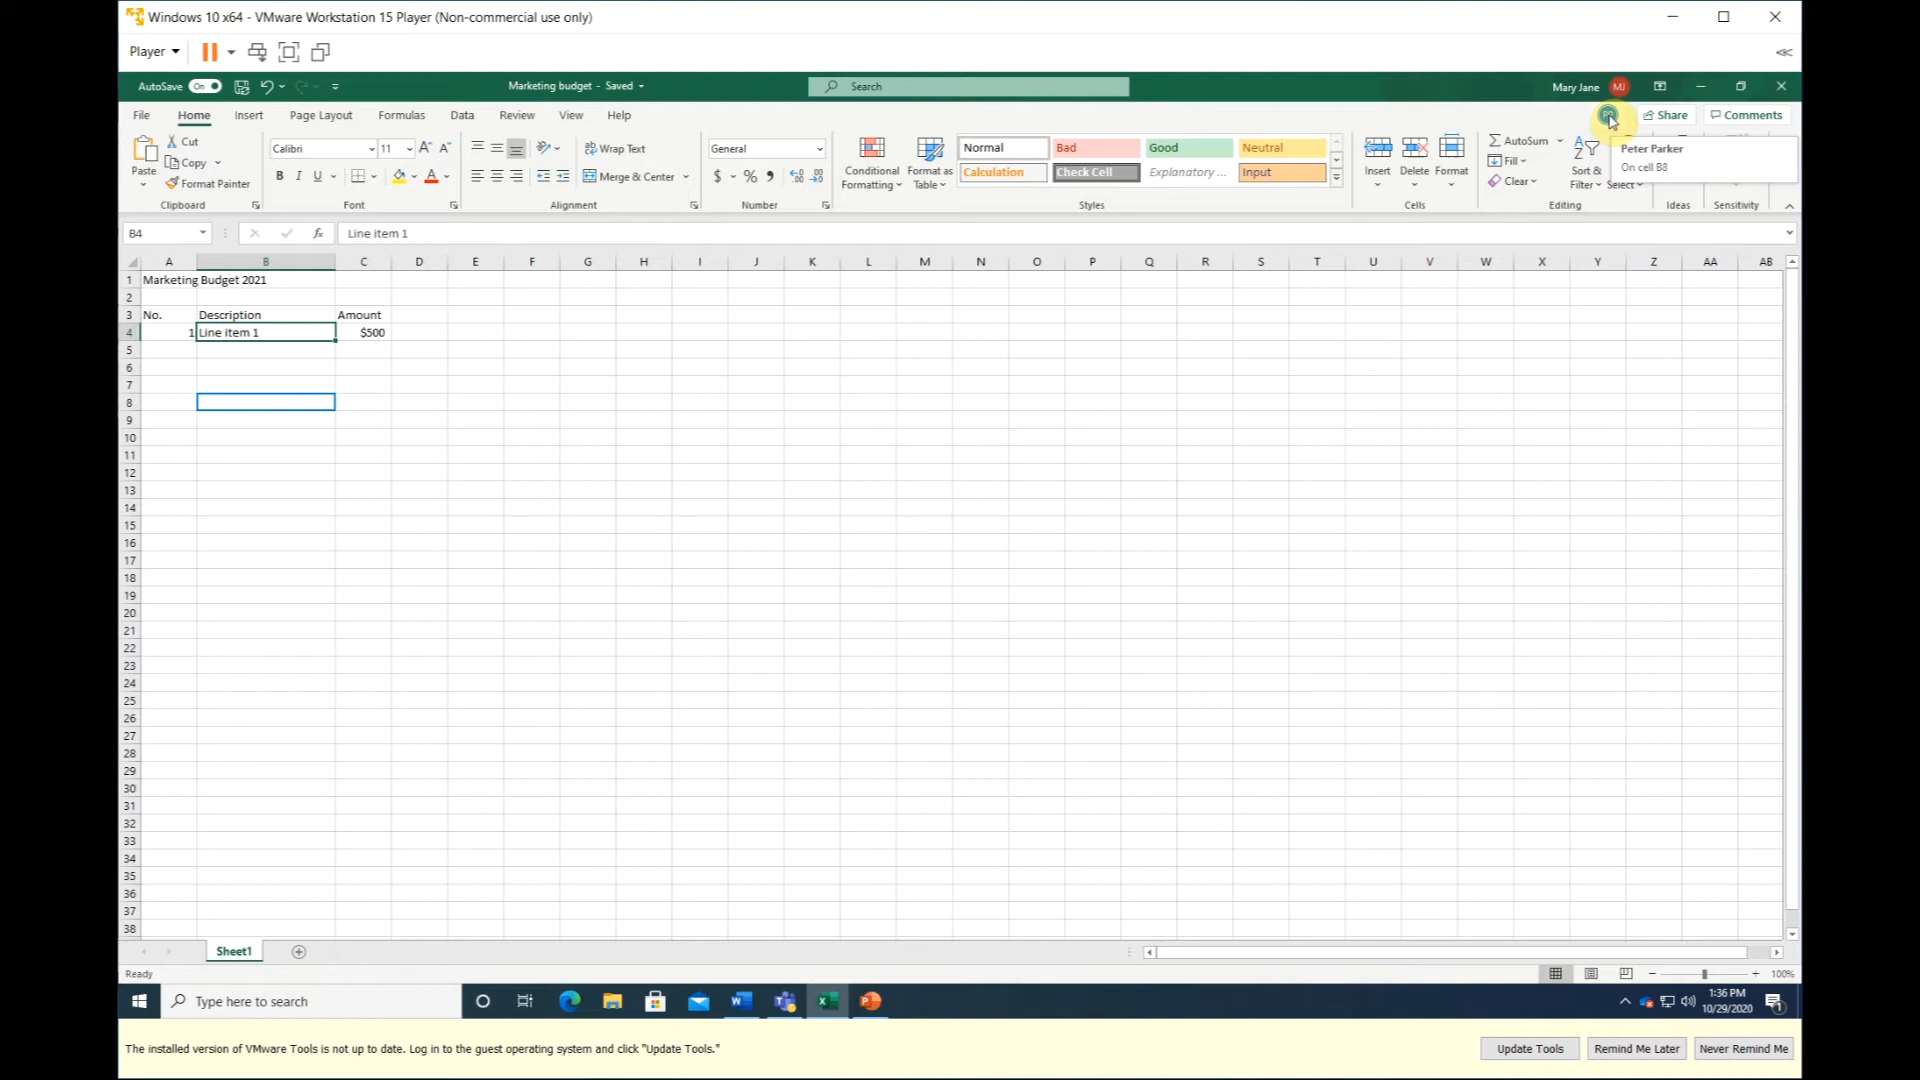 Windows 10 x64 - VMware Workstation 15 Player (Non-commercial use only)
Player
AutoSave On
Marketing budget - Saved
Search
Mary Jane MJ
File Home Insert Page Layout Formulas Data Review View Help
Share Comments
Peter Parker
On cell B8
Paste
Cut
Copy
Format Painter
Clipboard
Calibri 11
B I U
Font
Wrap Text
Merge & Center
Alignment
General
$ %
Number
Conditional Formatting
Format as Table
Normal Bad Good Neutral
Calculation Check Cell Explanatory ... Input
Styles
Insert Delete Format
Cells
AutoSum
Fill
Clear
Sort & Filter
Select
Editing
Ideas
Sensitivity
B4 fx Line item 1
A B C D E F G H I J K L M N O P Q R S T U V W X Y Z AA AB
1 Marketing Budget 2021
2
3 No. Description Amount
4 1 Line item 1 $500
5
6
7
8
9
10
11
12
13
14
15
16
17
18
19
20
21
22
23
24
25
26
27
28
29
30
31
32
33
34
35
36
37
38
Sheet1
Ready
100%
Type here to search
1:36 PM
10/29/2020
1
The installed version of VMware Tools is not up to date. Log in to the guest operating system and click "Update Tools."
Update Tools Remind Me Later Never Remind Me